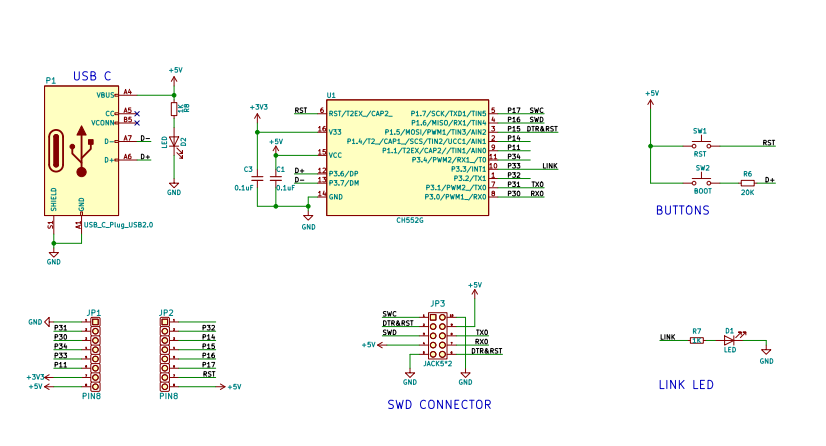 USB C
P1
VBUS A4
CC A5
VCONN B5
D- A7 D-
D+ A6 D+
SHIELD
GND
S1
A1
USB_C_Plug_USB2.0
GND
+5V
1K
R8
LED
D2
GND
+3V3
+5V
C3
0.1uF
C1
0.1uF
GND
U1
RST 6 RST/T2EX_/CAP2_
16 V33
15 VCC
D+ 12 P3.6/DP
D- 13 P3.7/DM
14 GND
P1.7/SCK/TXD1/TIN5 5 P17 SWC
P1.6/MISO/RX1/TIN4 4 P16 SWD
P1.5/MOSI/PWM1/TIN3/AIN2 3 P15 DTR&RST
P1.4/T2_/CAP1_/SCS/TIN2/UCC1/AIN1 2 P14
P1.1/T2EX/CAP2_/TIN1/AIN0 9 P11
P3.4/PWM2/RX1_/T0 11 P34
P3.3/INT1 10 P33 LINK
P3.2/TX1 1 P32
P3.1/PWM2_/TX0 7 P31 TX0
P3.0/PWM1_/RX0 8 P30 RX0
CH552G
+5V
SW1
RST
RST
SW2
BOOT
R6
20K
D+
BUTTONS
JP1
GND
P31
P30
P34
P33
P11
+3V3
+5V
PIN8
JP2
P32
P14
P15
P16
P17
RST
+5V
PIN8
+5V
JP3
SWC
DTR&RST
SWD
+5V
TX0
RX0
DTR&RST
JACK5*2
GND
GND
SWD CONNECTOR
LINK
R7
1K
D1
LED
GND
LINK LED